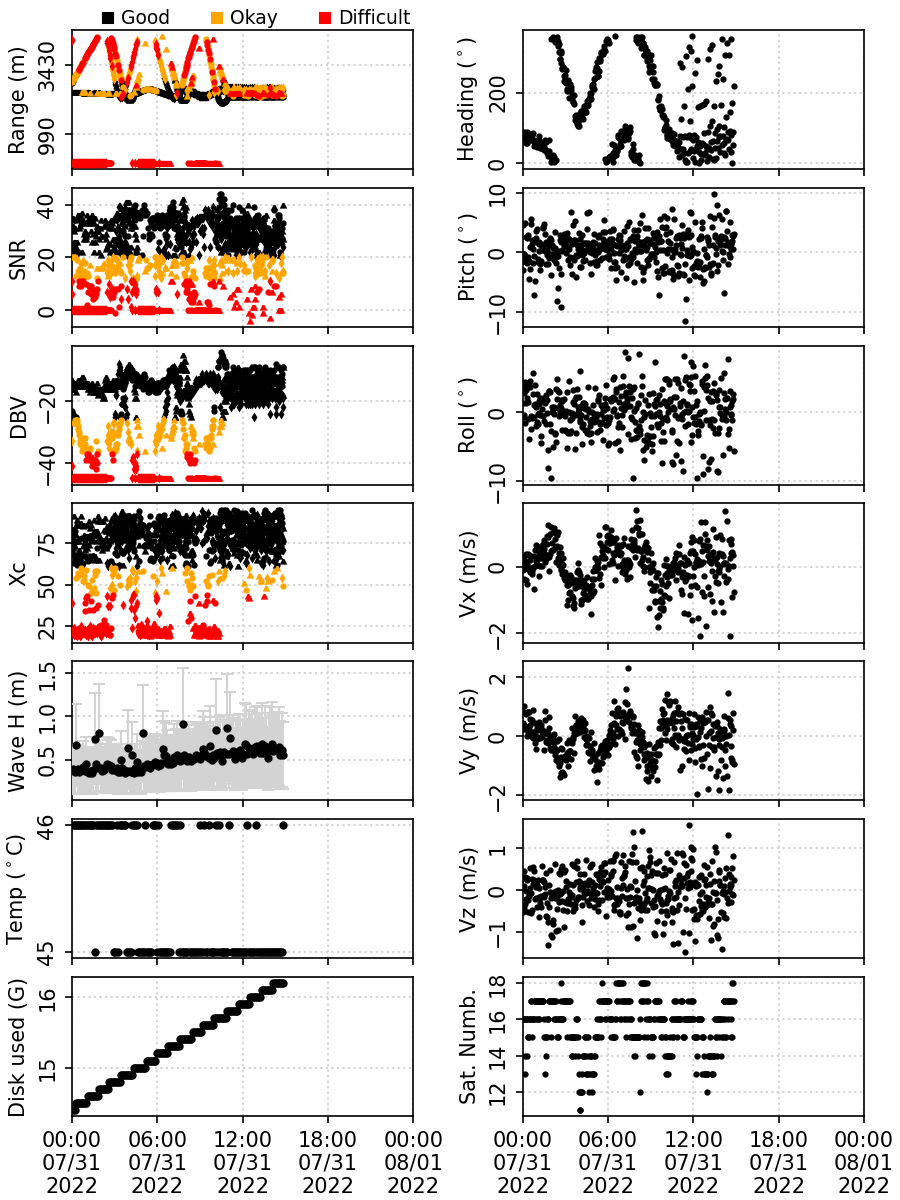 Good Okay Difficult
Range (m)
3430
990
Heading (°)
200
0
SNR
40
20
0
Pitch (°)
10
0
−10
DBV
−20
−40
Roll (°)
0
−10
Xc
75
50
25
Vx (m/s)
0
−2
Wave H (m)
1.5
1.0
0.5
Vy (m/s)
2
0
−2
Temp (°C)
46
45
Vz (m/s)
1
0
−1
Disk used (G)
16
15
Sat. Numb.
18
16
14
12
00:00 06:00 12:00 18:00 00:00
07/31 07/31 07/31 07/31 08/01
2022 2022 2022 2022 2022
00:00 06:00 12:00 18:00 00:00
07/31 07/31 07/31 07/31 08/01
2022 2022 2022 2022 2022